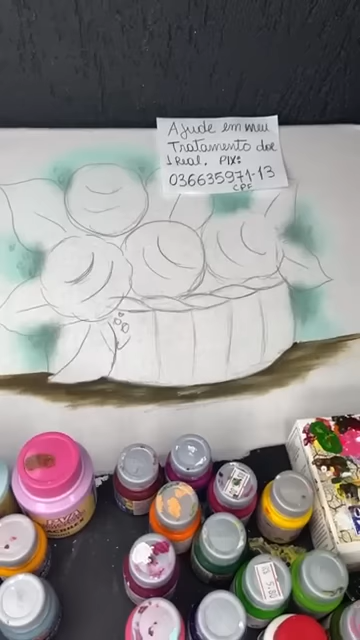 Ajude em meu
Tratamento doe
1 Real. PIX:
036635971-13
CPF